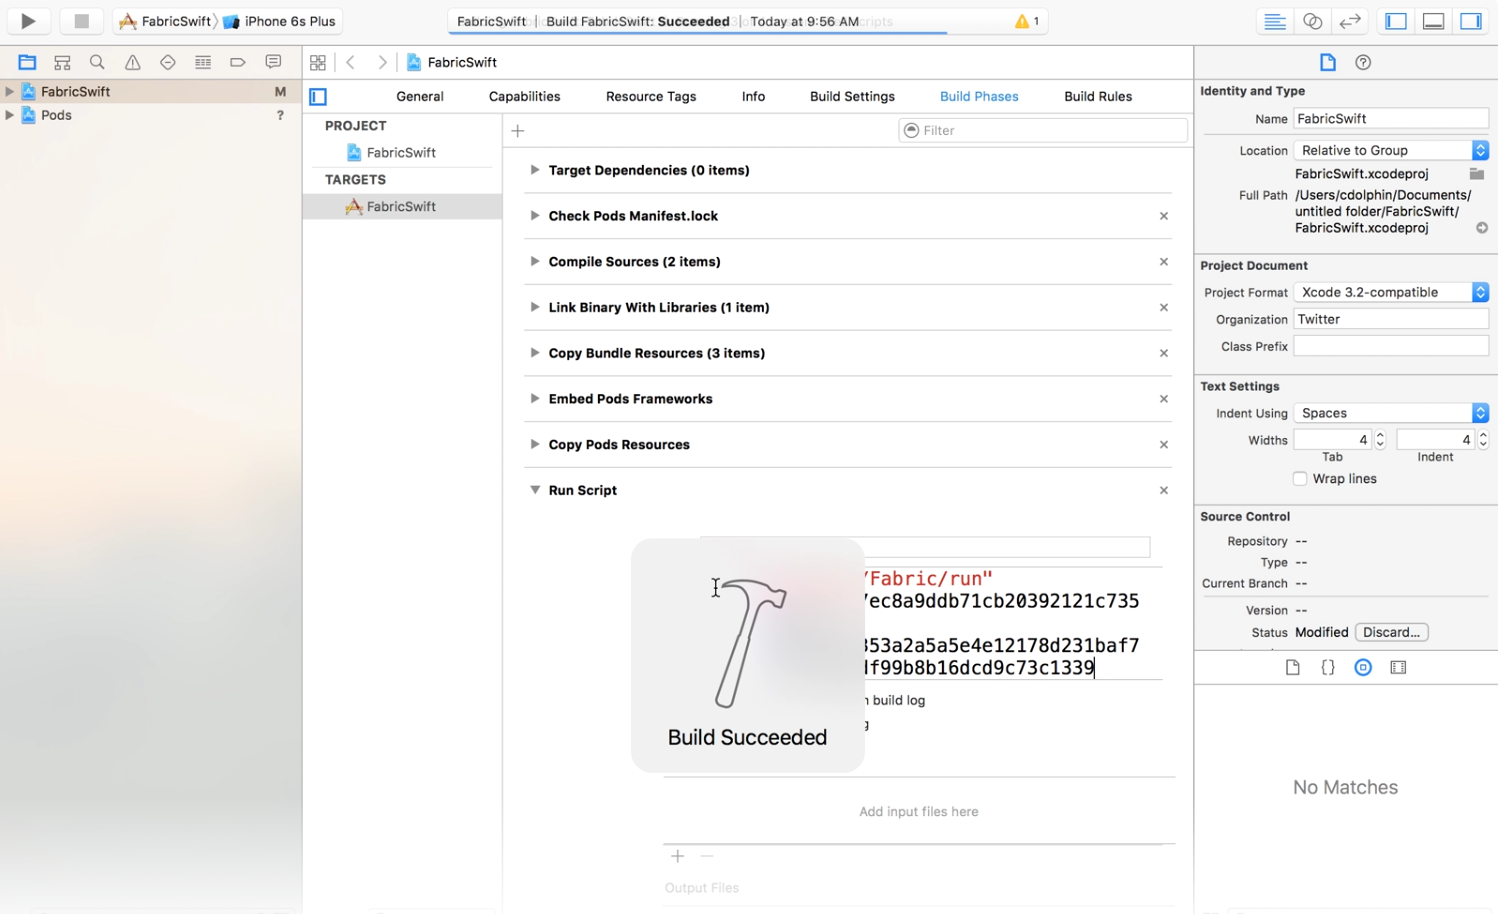 FabricSwift iPhone 6s Plus
FabricSwift | Build FabricSwift: Succeeded | Today at 9:56 AM
1
FabricSwift M
Pods ?
FabricSwift
General Capabilities Resource Tags Info Build Settings Build Phases Build Rules
PROJECT
FabricSwift
TARGETS
FabricSwift
Filter
Target Dependencies (0 items)
Check Pods Manifest.lock
Compile Sources (2 items)
Link Binary With Libraries (1 item)
Copy Bundle Resources (3 items)
Embed Pods Frameworks
Copy Pods Resources
Run Script
/Fabric/run"
ec8a9ddb71cb20392121c735
53a2a5a5e4e12178d231baf7
f99b8b16dcd9c73c1339
build log
Build Succeeded
Add input files here
Output Files
Identity and Type
Name FabricSwift
Location Relative to Group
FabricSwift.xcodeproj
Full Path /Users/cdolphin/Documents/
untitled folder/FabricSwift/
FabricSwift.xcodeproj
Project Document
Project Format Xcode 3.2-compatible
Organization Twitter
Class Prefix
Text Settings
Indent Using Spaces
Widths 4 4
Tab Indent
Wrap lines
Source Control
Repository --
Type --
Current Branch --
Version --
Status Modified Discard...
No Matches